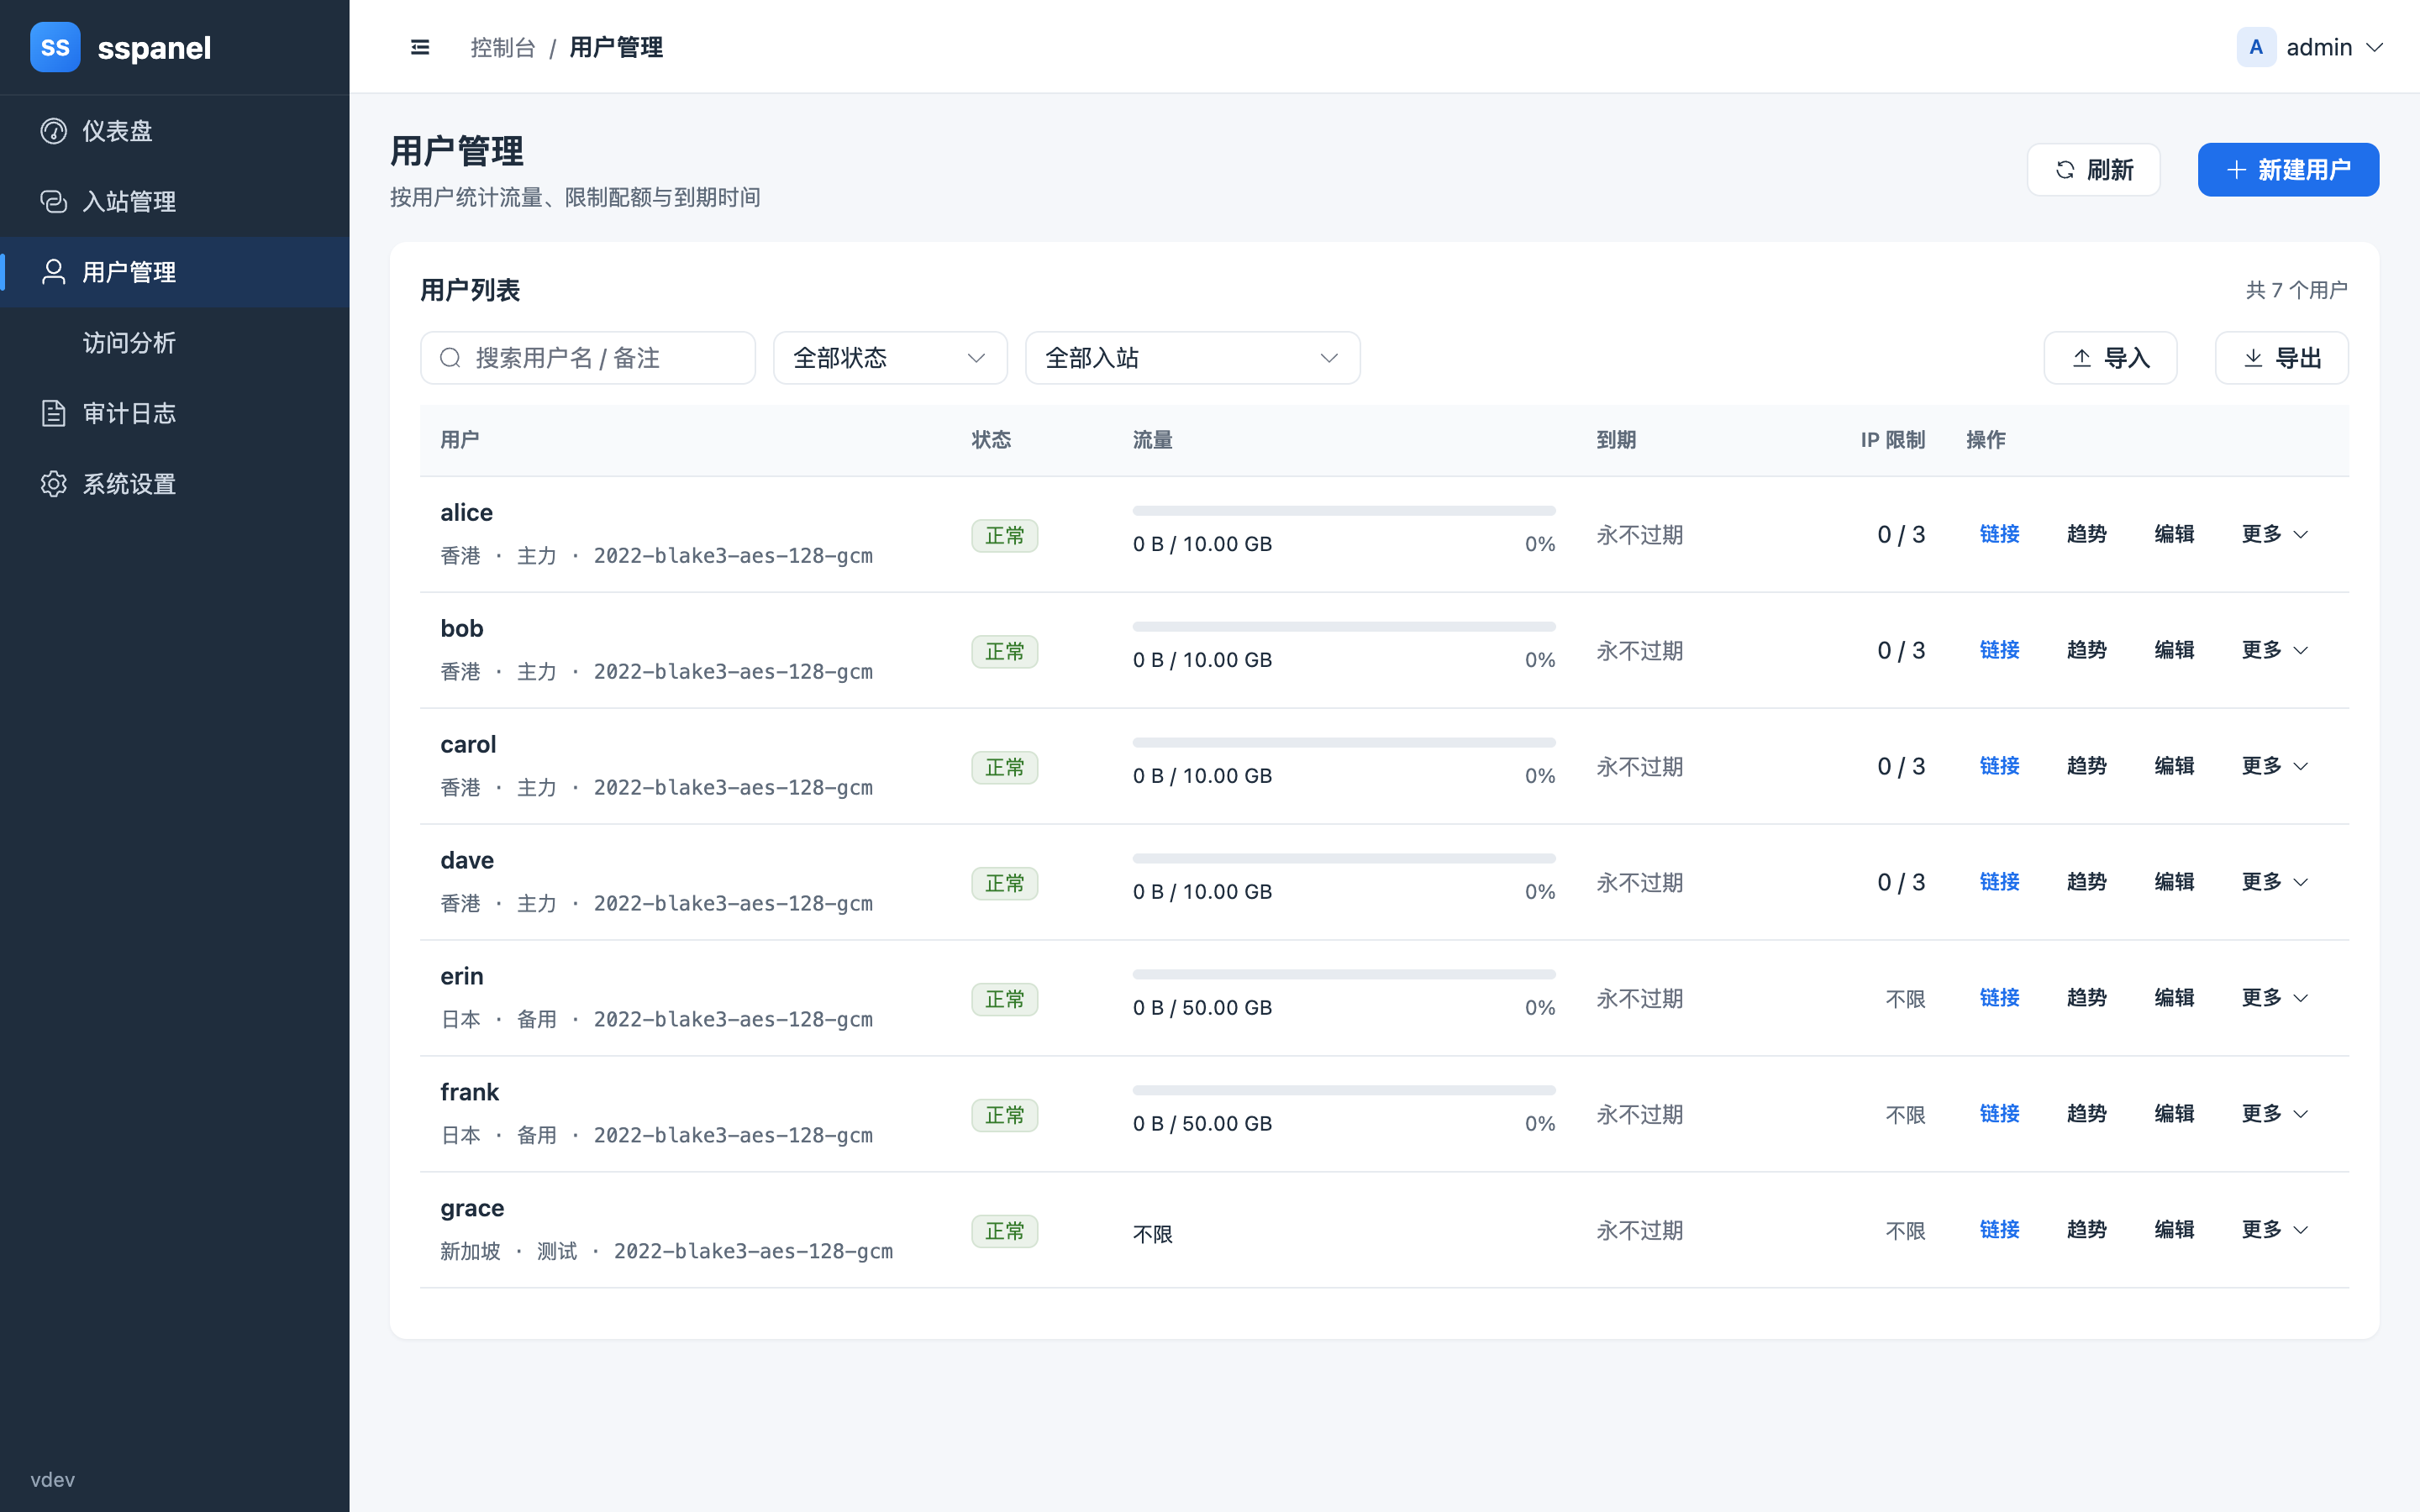 ss sspanel
仪表盘
入站管理
用户管理
访问分析
审计日志
系统设置
vdev
控制台 / 用户管理
A admin
用户管理
按用户统计流量、限制配额与到期时间
刷新
新建用户
用户列表
共 7 个用户
搜索用户名 / 备注
全部状态
全部入站
导入
导出
用户 状态 流量 到期 IP 限制 操作
alice
香港 · 主力 · 2022-blake3-aes-128-gcm
正常
0 B / 10.00 GB 0%
永不过期
0 / 3
链接 趋势 编辑 更多
bob
香港 · 主力 · 2022-blake3-aes-128-gcm
正常
0 B / 10.00 GB 0%
永不过期
0 / 3
链接 趋势 编辑 更多
carol
香港 · 主力 · 2022-blake3-aes-128-gcm
正常
0 B / 10.00 GB 0%
永不过期
0 / 3
链接 趋势 编辑 更多
dave
香港 · 主力 · 2022-blake3-aes-128-gcm
正常
0 B / 10.00 GB 0%
永不过期
0 / 3
链接 趋势 编辑 更多
erin
日本 · 备用 · 2022-blake3-aes-128-gcm
正常
0 B / 50.00 GB 0%
永不过期
不限
链接 趋势 编辑 更多
frank
日本 · 备用 · 2022-blake3-aes-128-gcm
正常
0 B / 50.00 GB 0%
永不过期
不限
链接 趋势 编辑 更多
grace
新加坡 · 测试 · 2022-blake3-aes-128-gcm
正常
不限
永不过期
不限
链接 趋势 编辑 更多